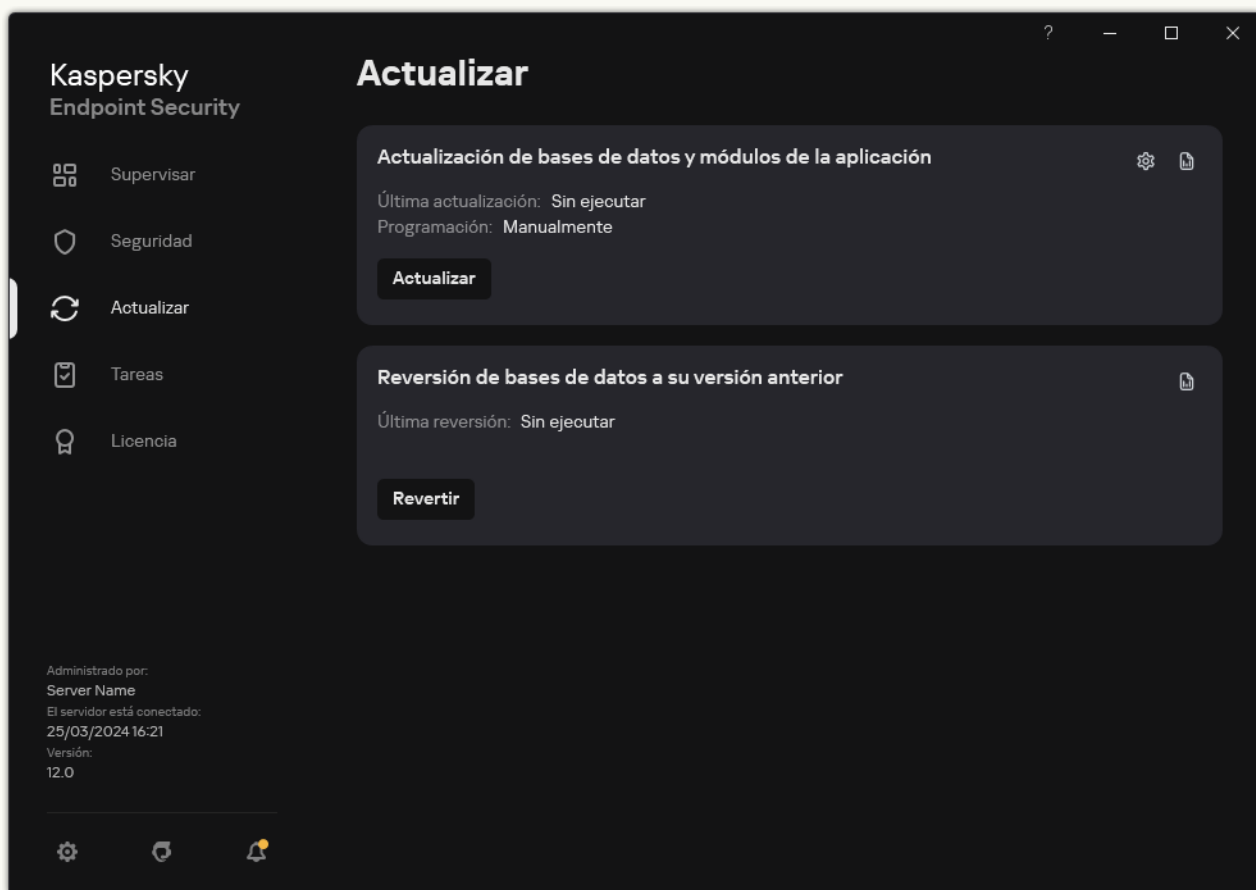 ?
Kaspersky
Endpoint Security
Supervisar
Seguridad
Actualizar
Tareas
Licencia
Administrado por:
Server Name
El servidor está conectado:
25/03/2024 16:21
Versión:
12.0
Actualizar
Actualización de bases de datos y módulos de la aplicación
Última actualización: Sin ejecutar
Programación: Manualmente
Actualizar
Reversión de bases de datos a su versión anterior
Última reversión: Sin ejecutar
Revertir